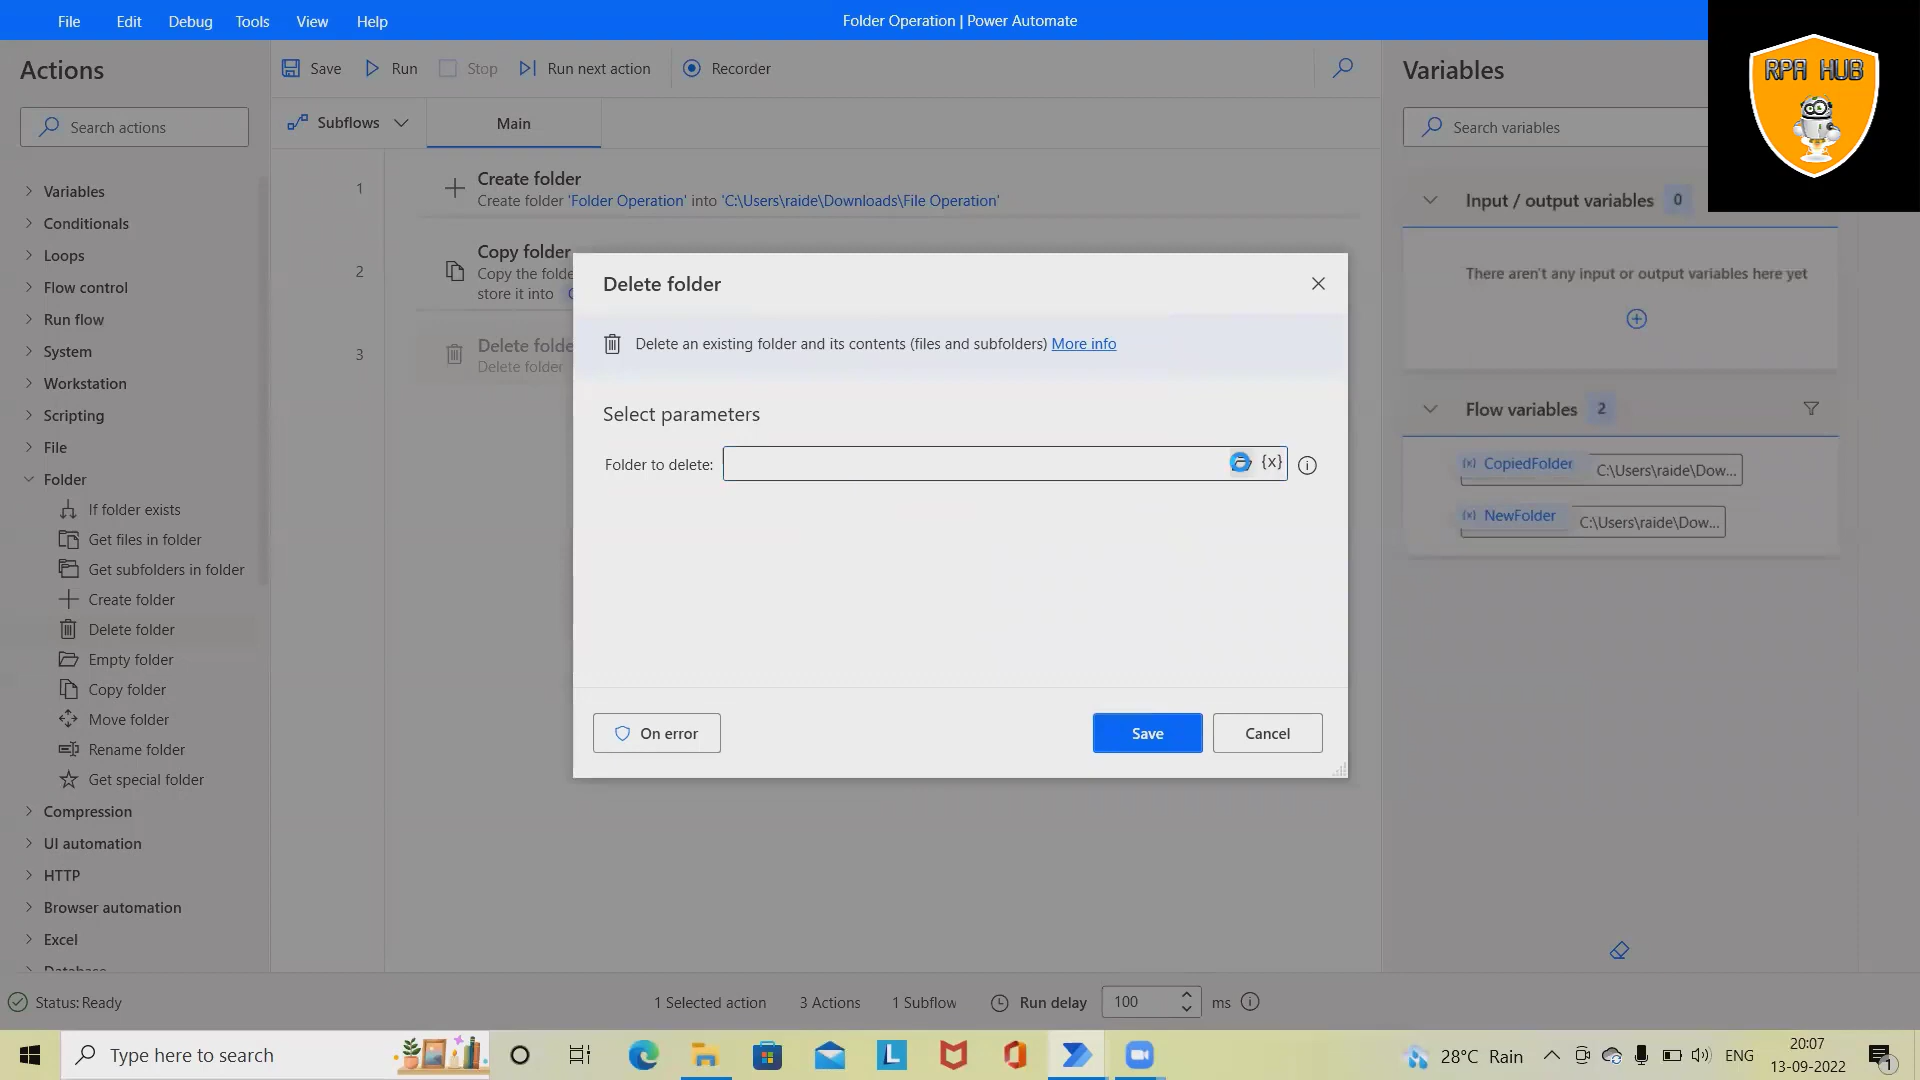 File Edit Debug Tools View Help
Folder Operation | Power Automate
RPA HUB
Actions
Search actions
Variables
Conditionals
Loops
Flow control
Run flow
System
Workstation
Scripting
File
Folder
If folder exists
Get files in folder
Get subfolders in folder
Create folder
Delete folder
Empty folder
Copy folder
Move folder
Rename folder
Get special folder
Compression
UI automation
HTTP
Browser automation
Excel
Database
Save Run Stop Run next action Recorder
Subflows Main
1 Create folder
Create folder 'Folder Operation' into 'C:\Users\raide\Downloads\File Operation'
2 Copy folder
Copy the folde
store it into
3 Delete folde
Delete folder
Delete folder
Delete an existing folder and its contents (files and subfolders) More info
Select parameters
Folder to delete: {x}
On error Save Cancel
Variables
Search variables
Input / output variables 0
There aren't any input or output variables here yet
Flow variables 2
(x) CopiedFolder C:\Users\raide\Dow...
(x) NewFolder C:\Users\raide\Dow...
Status: Ready 1 Selected action 3 Actions 1 Subflow Run delay 100 ms
Type here to search
28°C Rain ENG
20:07
13-09-2022
1